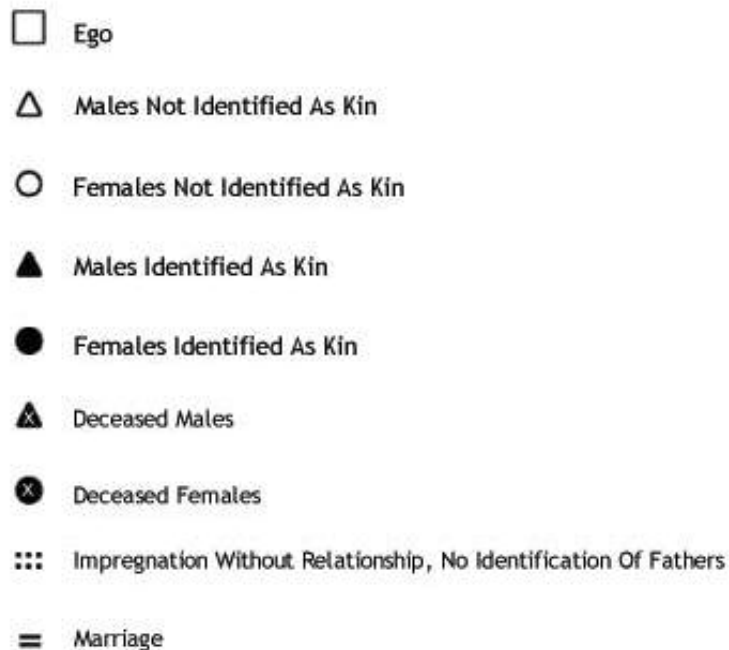 Ego
Males Not Identified As Kin
Females Not Identified As Kin
Males Identified As Kin
Females Identified As Kin
X Deceased Males
X Deceased Females
Impregnation Without Relationship, No Identification Of Fathers
= Marriage